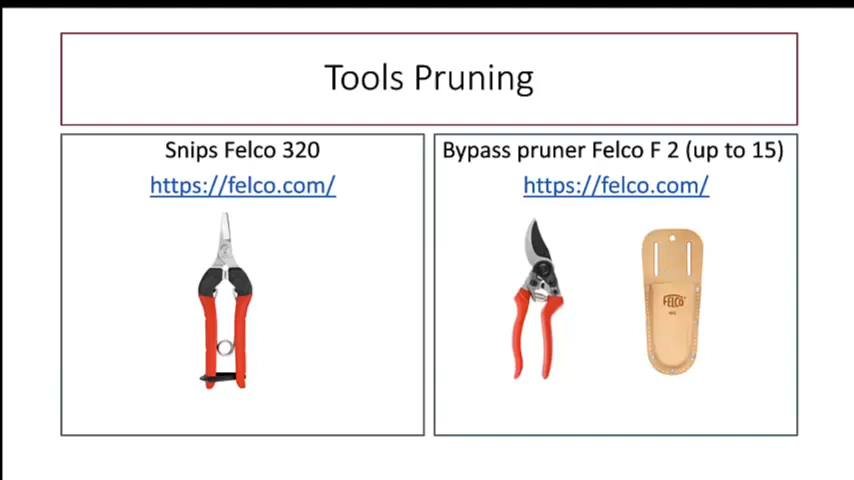 Tools Pruning
Snips Felco 320
https://felco.com/
Bypass pruner Felco F 2 (up to 15)
https://felco.com/
FELCO